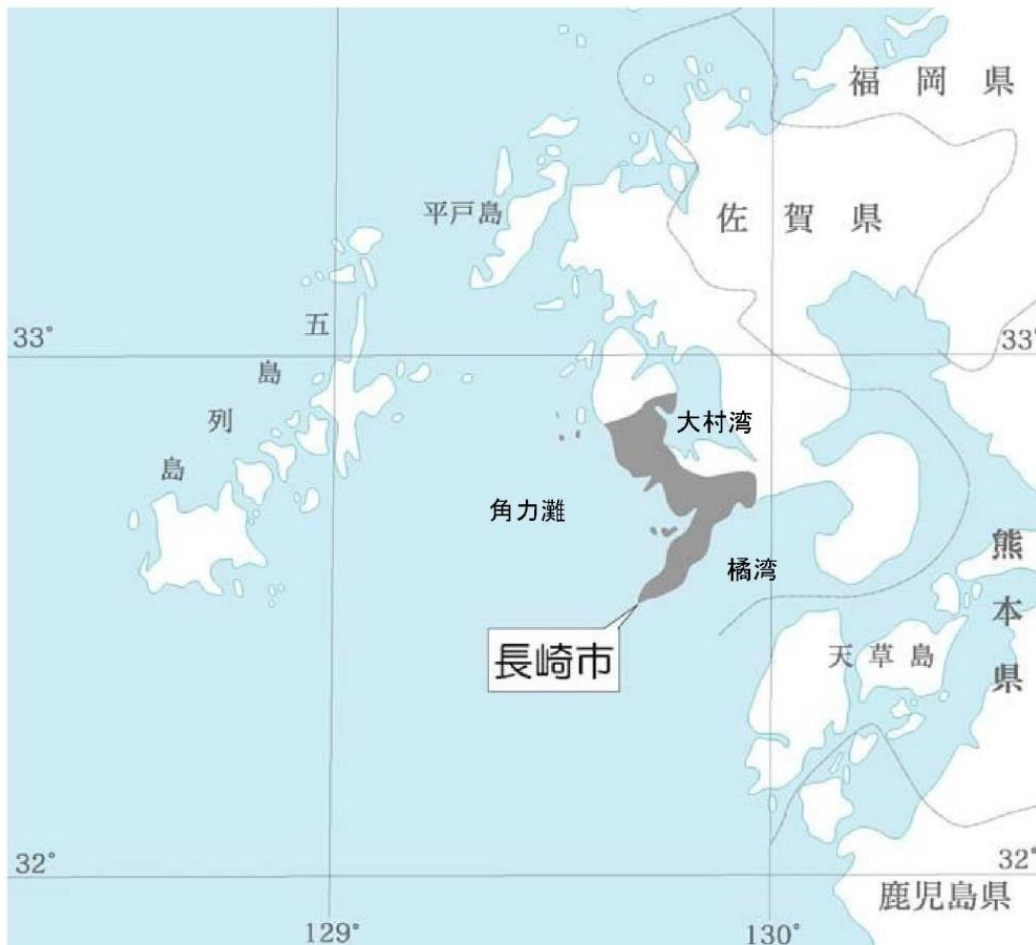 福岡県
佐賀県
平戸島
33°
33°
五島列島
大村湾
角力灘
橘湾
熊本県
長崎市
天草島
32°
32°
鹿児島県
129°
130°